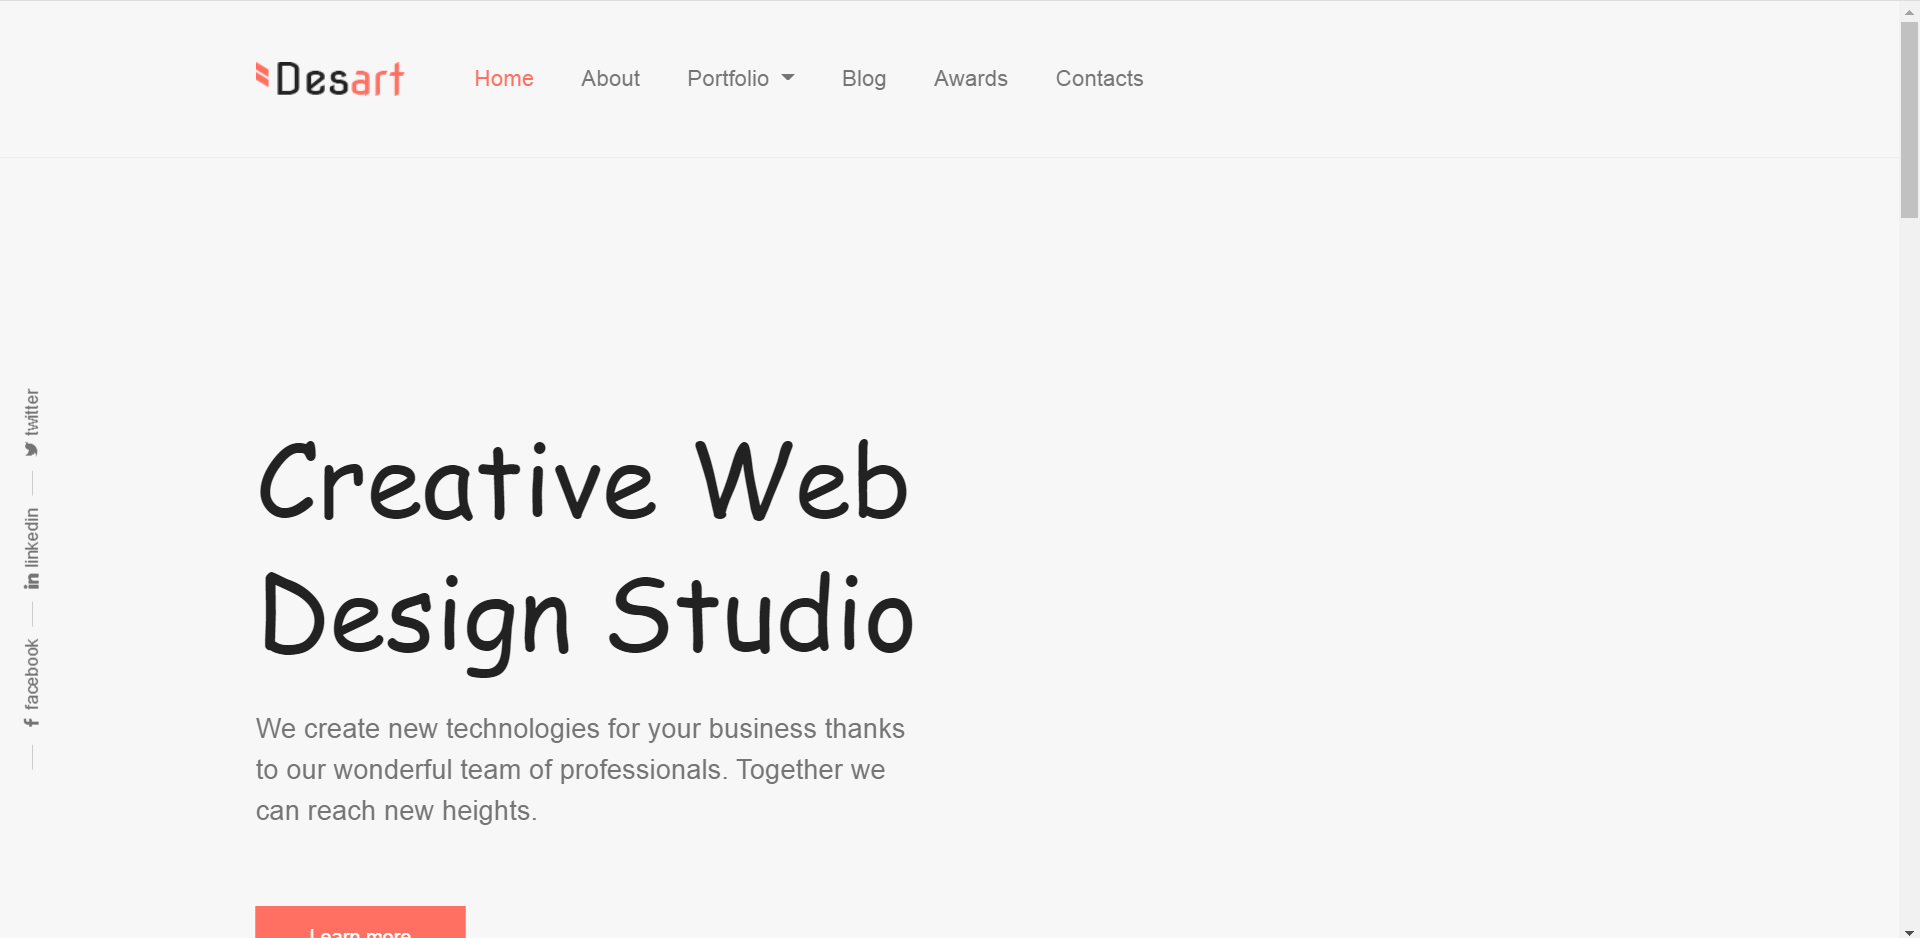 Desart
Home
About
Portfolio
Blog
Awards
Contacts
twitter
linkedin
facebook
Creative Web
Design Studio
We create new technologies for your business thanks
to our wonderful team of professionals. Together we
can reach new heights.
Learn more